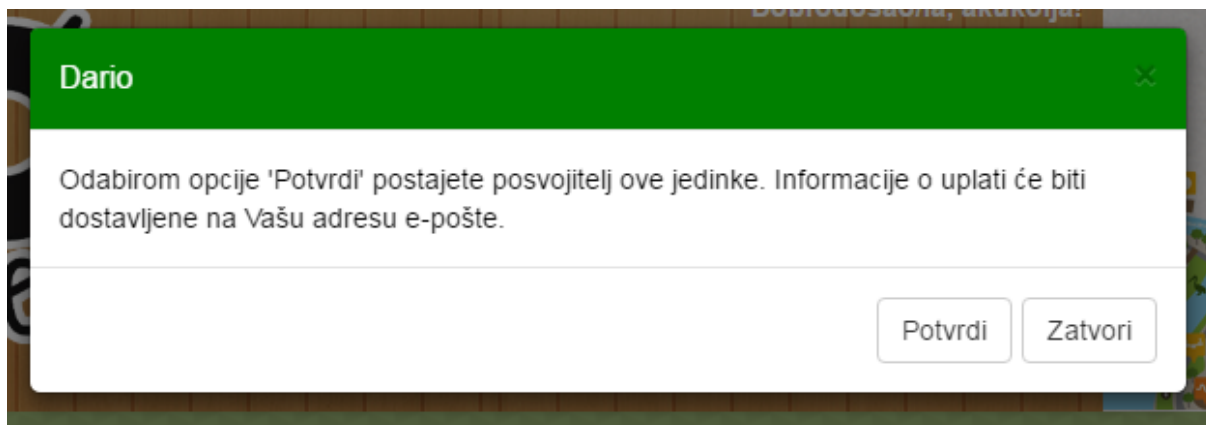 Dario
×
Odabirom opcije 'Potvrdi' postajete posvojitelj ove jedinke. Informacije o uplati će biti
dostavljene na Vašu adresu e-pošte.
Potvrdi Zatvori